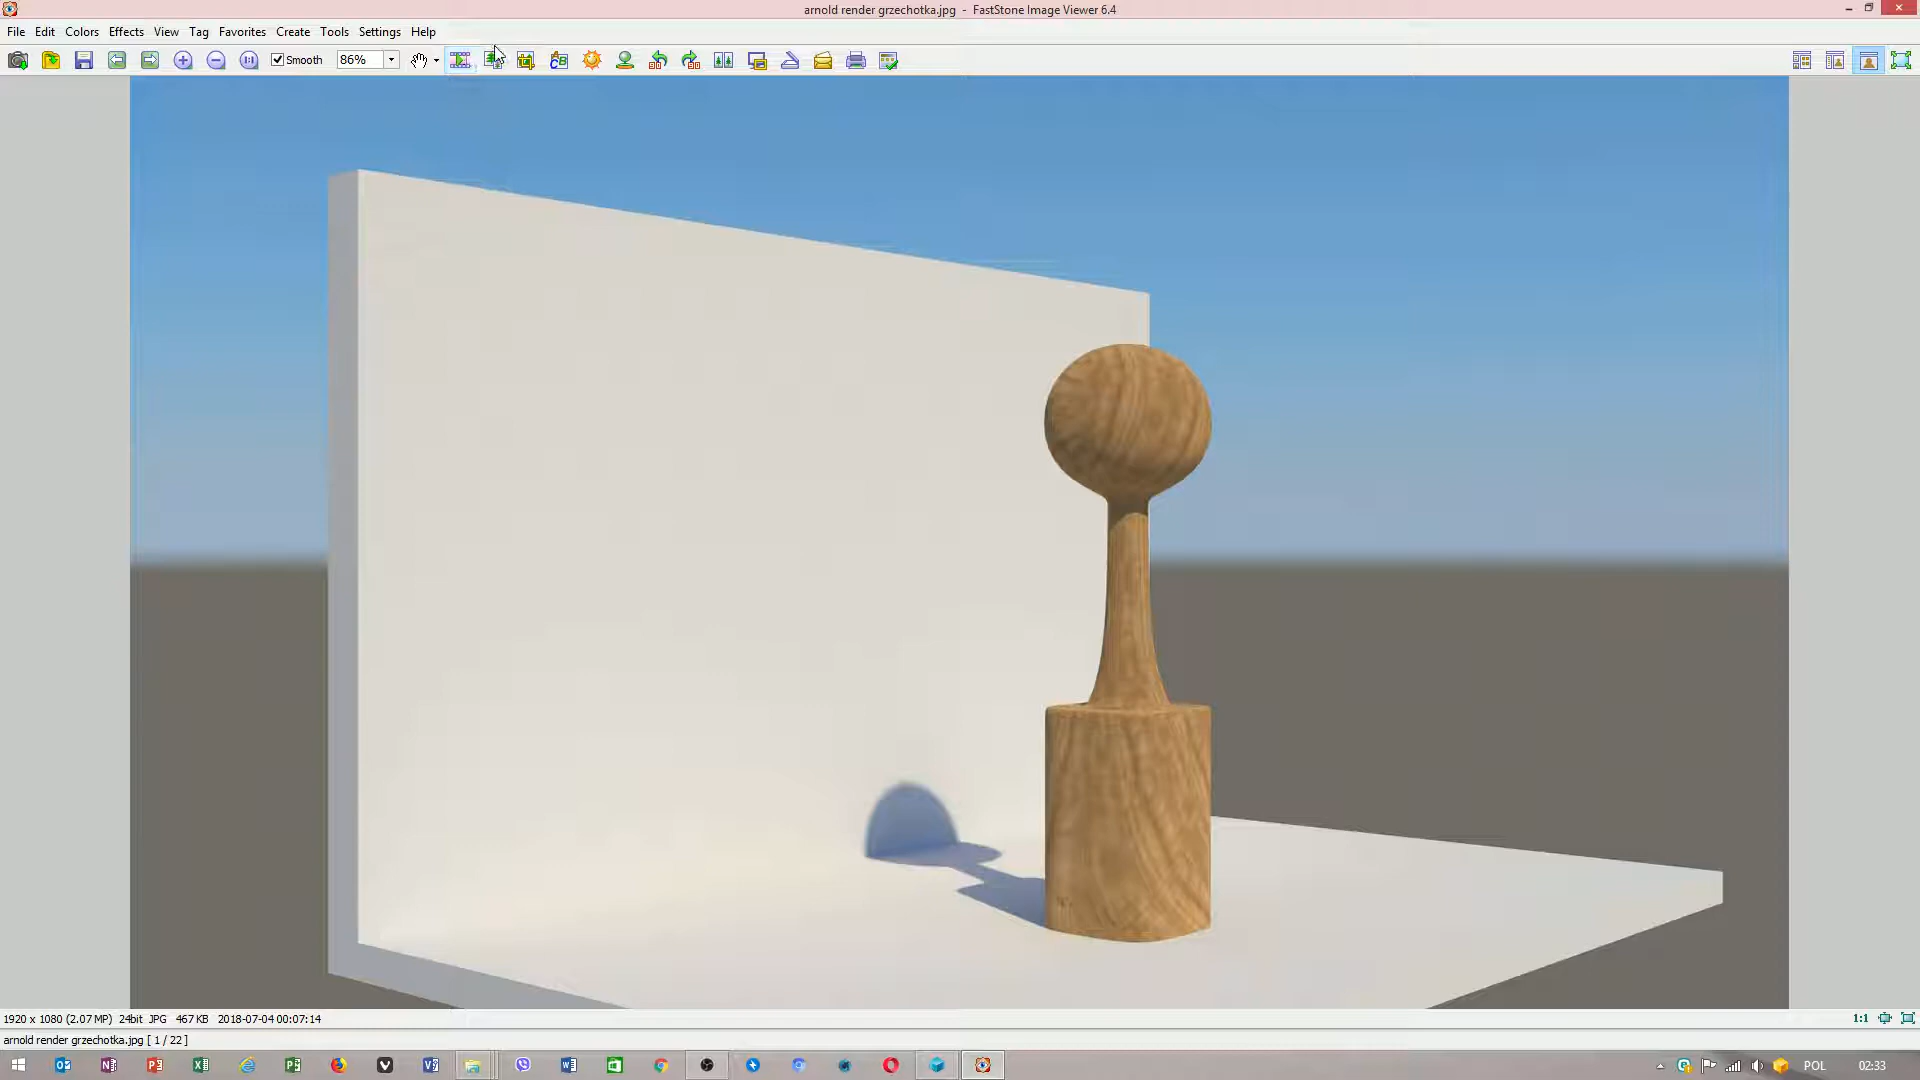 arnold render grzechotka.jpg - FastStone Image Viewer 6.4
File Edit Colors Effects View Tag Favorites Create Tools Settings Help
Smooth 86%
1920 x 1080 (2.07 MP) 24bit JPG 467 KB 2018-07-04 00:07:14
1:1
arnold render grzechotka.jpg [ 1 / 22 ]
POL 02:33